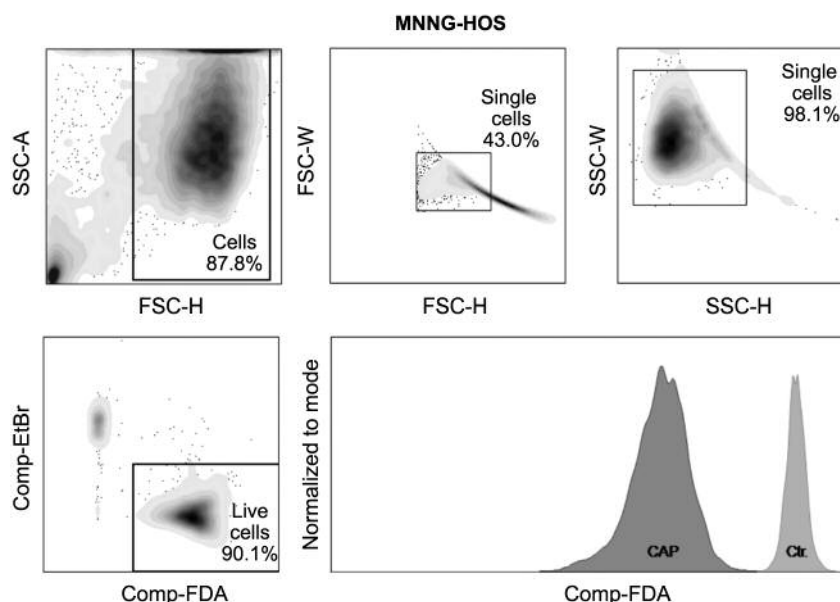 MNNG-HOS
SSC-A
Cells
87.8%
FSC-H
FSC-W
Single
cells
43.0%
FSC-H
SSC-W
Single
cells
98.1%
SSC-H
Comp-EtBr
Live
cells
90.1%
Comp-FDA
Normalized to mode
CAP
Ctr.
Comp-FDA